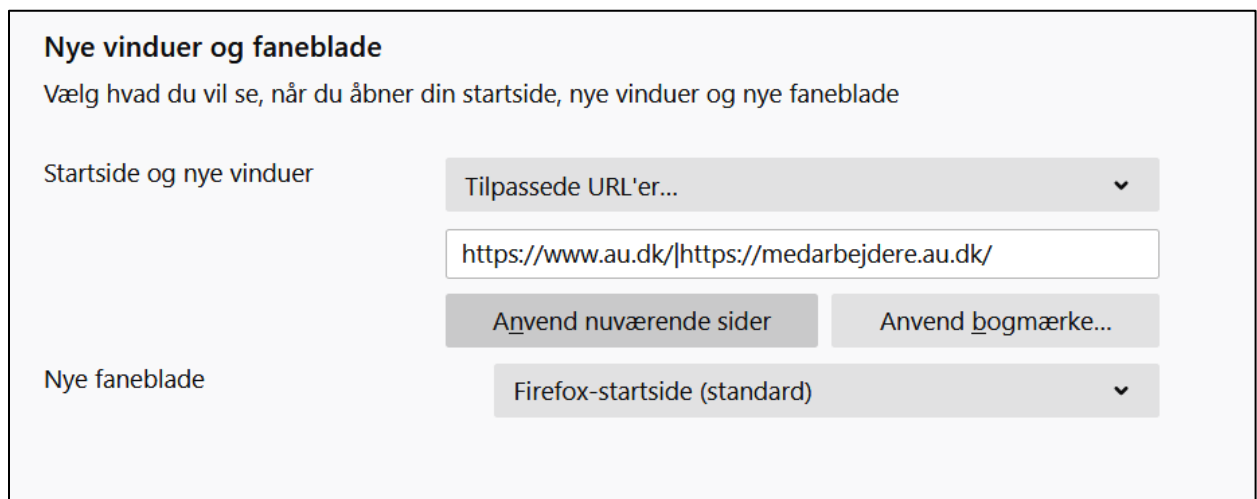 Nye vinduer og faneblade
Vælg hvad du vil se, når du åbner din startside, nye vinduer og nye faneblade
Startside og nye vinduer
Tilpassede URL'er...
https://www.au.dk/|https://medarbejdere.au.dk/
Anvend nuværende sider
Anvend bogmærke...
Nye faneblade
Firefox-startside (standard)